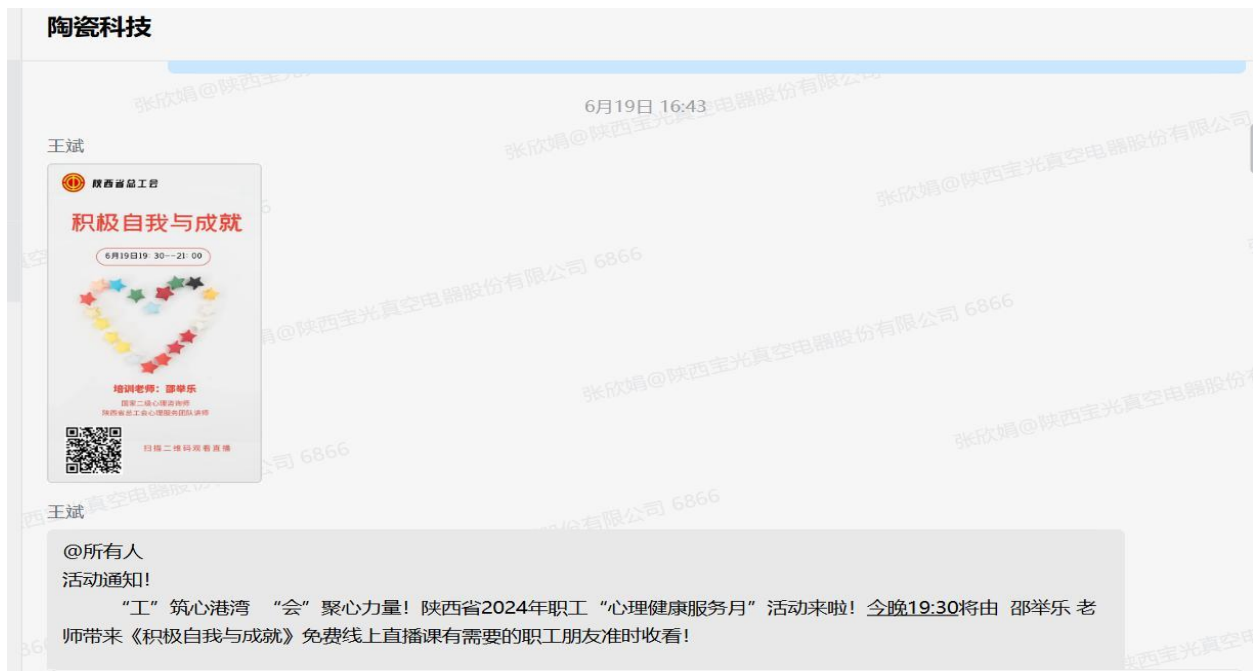 陶瓷科技
6月19日 16:43
王斌
陕西省总工会
积极自我与成就
6月19日19:30--21:00
培训老师：邵举乐
国家二级心理咨询师
陕西省总工会心理服务团队讲师
扫描二维码观看直播
王斌
@所有人
活动通知！
“工”筑心港湾 “会”聚心力量！陕西省2024年职工“心理健康服务月”活动来啦！今晚19:30将由 邵举乐 老
师带来《积极自我与成就》免费线上直播课有需要的职工朋友准时收看！
张欣娟@陕西宝光真空电器股份有限公司 6866